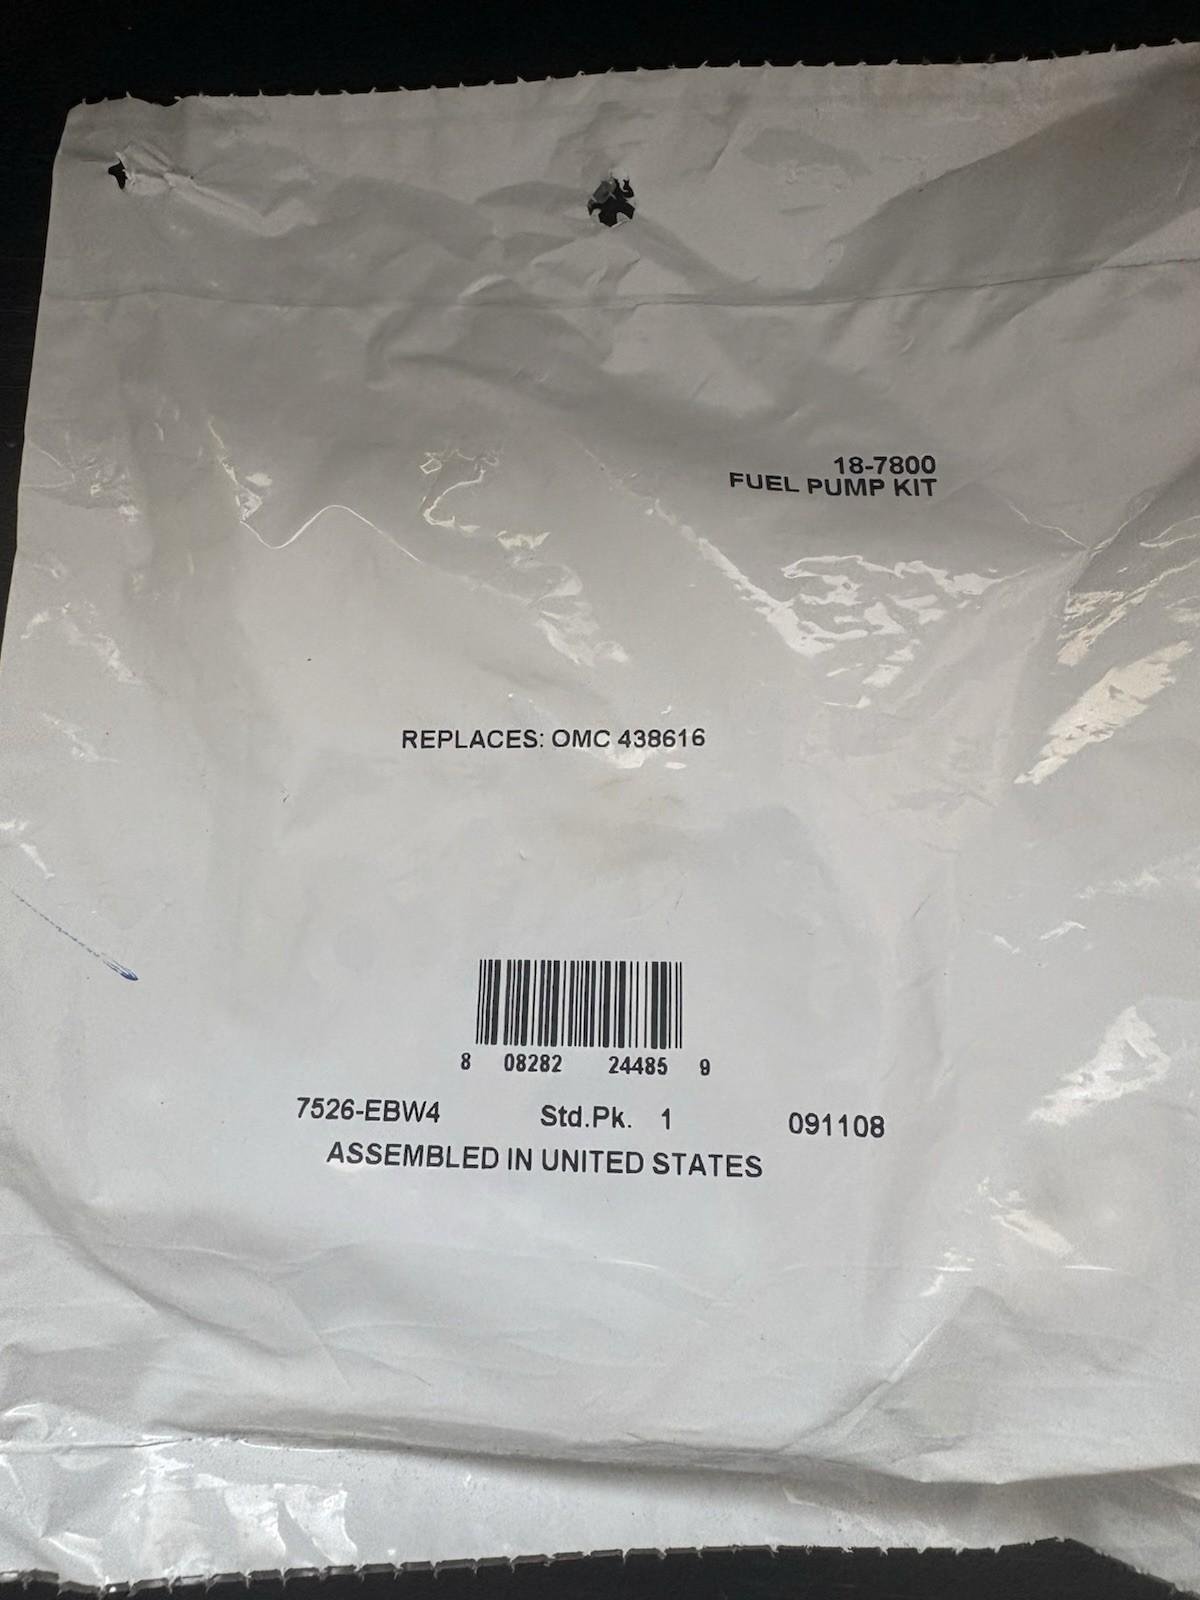 18-7800
FUEL PUMP KIT
REPLACES: OMC 438616
8 08282 24485 9
7526-EBW4 Std.Pk. 1 091108
ASSEMBLED IN UNITED STATES